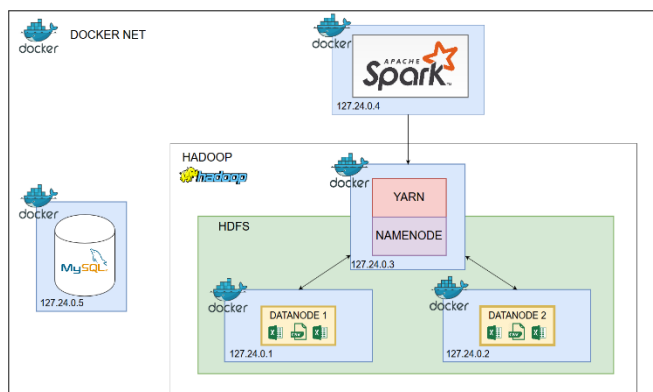 docker
DOCKER NET
docker
APACHE
Spark
TM
127.24.0.4
HADOOP
hadoop
docker
YARN
NAMENODE
127.24.0.3
HDFS
docker
MySQL
127.24.0.5
docker
DATANODE 1
127.24.0.1
docker
DATANODE 2
127.24.0.2